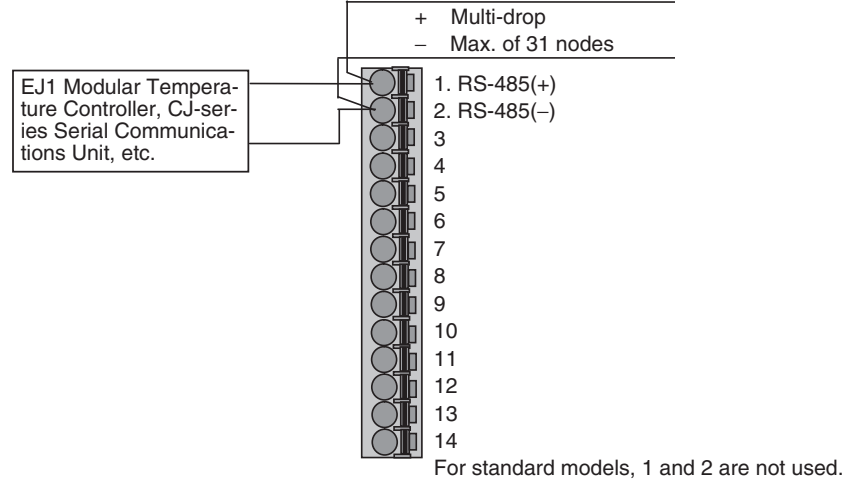 + Multi-drop
− Max. of 31 nodes
EJ1 Modular Tempera-
ture Controller, CJ-ser-
ies Serial Communica-
tions Unit, etc.
1. RS-485(+)
2. RS-485(−)
3
4
5
6
7
8
9
10
11
12
13
14
For standard models, 1 and 2 are not used.